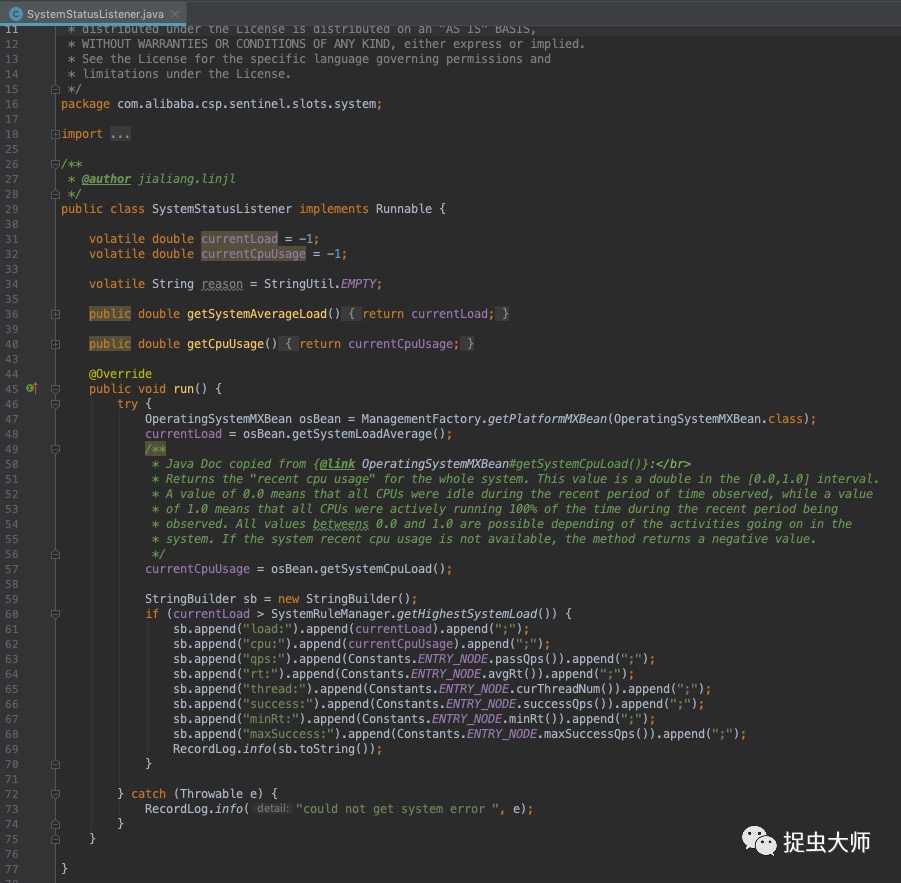 SystemStatusListener.java
11 * distributed under the License is distributed on an "AS IS" BASIS,
12 * WITHOUT WARRANTIES OR CONDITIONS OF ANY KIND, either express or implied.
13 * See the License for the specific language governing permissions and
14 * limitations under the License.
15 */
16 package com.alibaba.csp.sentinel.slots.system;
17
18 import ...
25
26 /**
27 * @author jialiang.linjl
28 */
29 public class SystemStatusListener implements Runnable {
30
31 volatile double currentLoad = -1;
32 volatile double currentCpuUsage = -1;
33
34 volatile String reason = StringUtil.EMPTY;
35
36 public double getSystemAverageLoad() { return currentLoad; }
39
40 public double getCpuUsage() { return currentCpuUsage; }
43
44 @Override
45 public void run() {
46 try {
47 OperatingSystemMXBean osBean = ManagementFactory.getPlatformMXBean(OperatingSystemMXBean.class);
48 currentLoad = osBean.getSystemLoadAverage();
49 /**
50 * Java Doc copied from {@link OperatingSystemMXBean#getSystemCpuLoad()}:</br>
51 * Returns the "recent cpu usage" for the whole system. This value is a double in the [0.0,1.0] interval.
52 * A value of 0.0 means that all CPUs were idle during the recent period of time observed, while a value
53 * of 1.0 means that all CPUs were actively running 100% of the time during the recent period being
54 * observed. All values betweens 0.0 and 1.0 are possible depending of the activities going on in the
55 * system. If the system recent cpu usage is not available, the method returns a negative value.
56 */
57 currentCpuUsage = osBean.getSystemCpuLoad();
58
59 StringBuilder sb = new StringBuilder();
60 if (currentLoad > SystemRuleManager.getHighestSystemLoad()) {
61 sb.append("load:").append(currentLoad).append(";");
62 sb.append("cpu:").append(currentCpuUsage).append(";");
63 sb.append("qps:").append(Constants.ENTRY_NODE.passQps()).append(";");
64 sb.append("rt:").append(Constants.ENTRY_NODE.avgRt()).append(";");
65 sb.append("thread:").append(Constants.ENTRY_NODE.curThreadNum()).append(";");
66 sb.append("success:").append(Constants.ENTRY_NODE.successQps()).append(";");
67 sb.append("minRt:").append(Constants.ENTRY_NODE.minRt()).append(";");
68 sb.append("maxSuccess:").append(Constants.ENTRY_NODE.maxSuccessQps()).append(";");
69 RecordLog.info(sb.toString());
70 }
71
72 } catch (Throwable e) {
73 RecordLog.info( detail: "could not get system error ", e);
74 }
75 }
76
77 }
捉虫大师